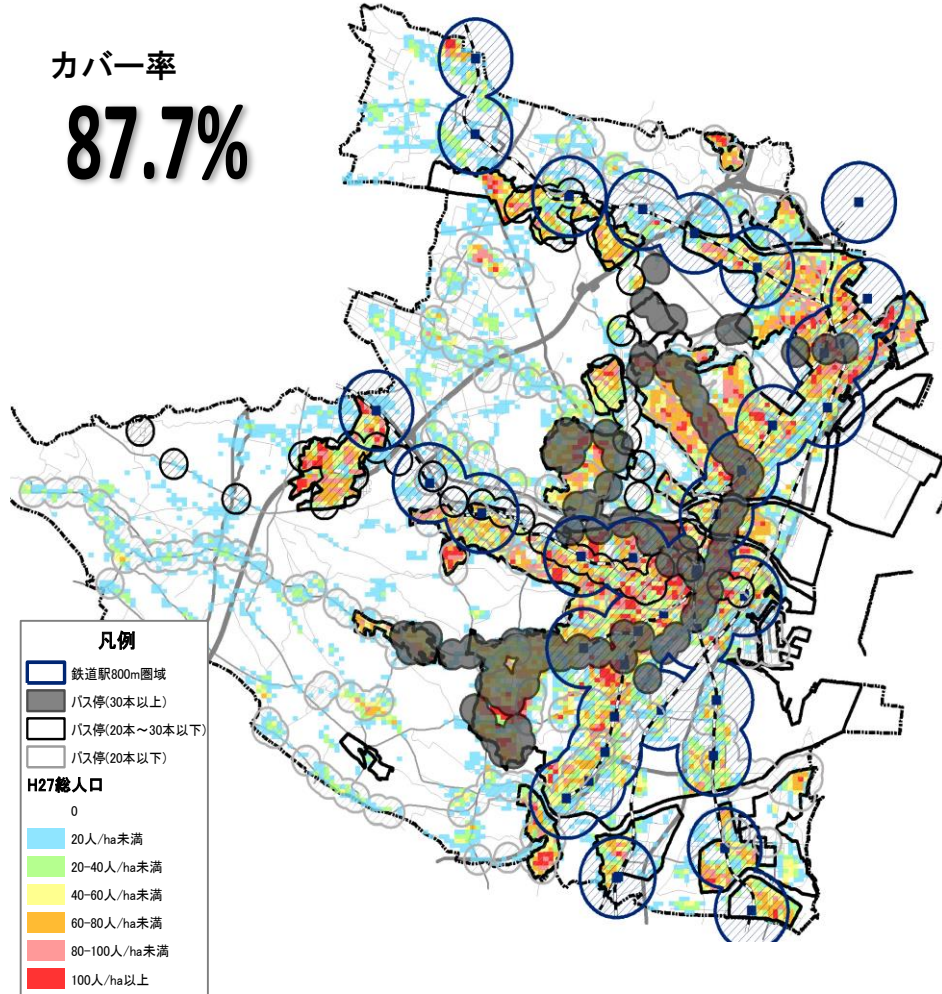 カバー率
87.7%
凡例
鉄道駅800m圏域
バス停(30本以上)
バス停(20本～30本以下)
バス停(20本以下)
H27総人口
0
20人/ha未満
20-40人/ha未満
40-60人/ha未満
60-80人/ha未満
80-100人/ha未満
100人/ha以上